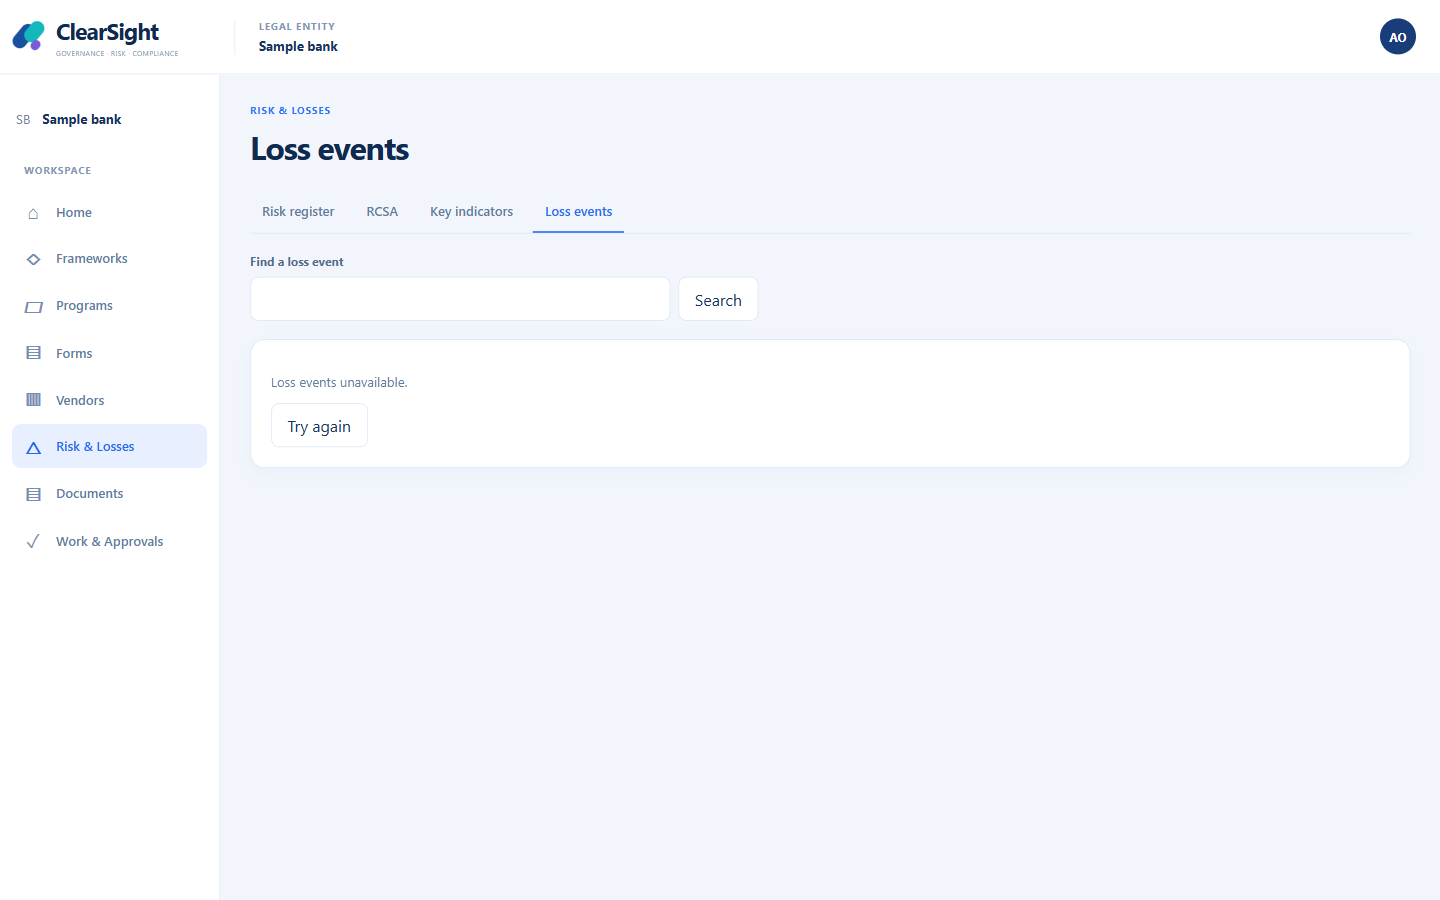 ClearSight
GOVERNANCE · RISK · COMPLIANCE
LEGAL ENTITY
Sample bank
AO
SB Sample bank
WORKSPACE
Home
Frameworks
Programs
Forms
Vendors
Risk & Losses
Documents
Work & Approvals
RISK & LOSSES
Loss events
Risk register RCSA Key indicators Loss events
Find a loss event
Search
Loss events unavailable.
Try again